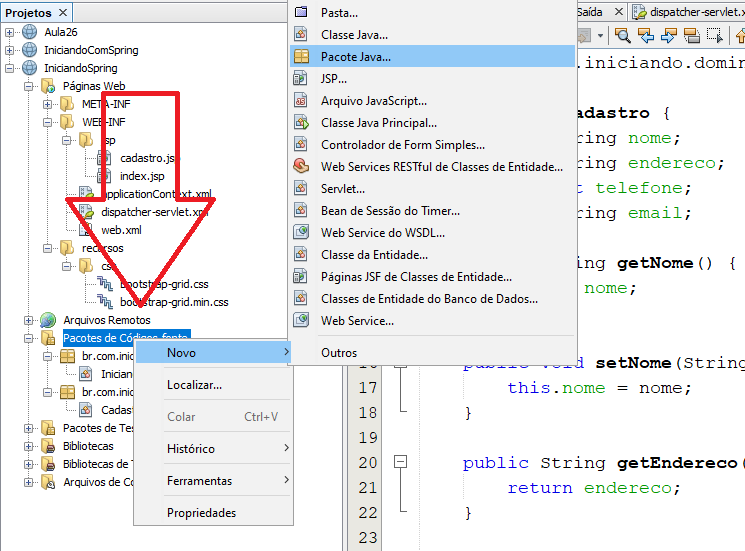 Projetos
Aula26
IniciandoComSpring
IniciandoSpring
Páginas Web
META-INF
WEB-INF
jsp
cadastro.jsp
index.jsp
applicationContext.xml
dispatcher-servlet.xml
web.xml
recursos
css
bootstrap-grid.css
bootstrap-grid.min.css
Arquivos Remotos
Pacotes de Códigos-fonte
br.com.inic
Inician
br.com.inic
Cadast
Pacotes de Tes
Bibliotecas
Bibliotecas de T
Arquivos de Co
Novo
Localizar...
Colar Ctrl+V
Histórico
Ferramentas
Propriedades
Pasta...
Classe Java...
Pacote Java...
JSP...
Arquivo JavaScript...
Classe Java Principal...
Controlador de Form Simples...
Web Services RESTful de Classes de Entidade...
Servlet...
Bean de Sessão do Timer...
Web Service do WSDL...
Classe da Entidade...
Páginas JSF de Classes de Entidade...
Classes de Entidade do Banco de Dados...
Web Service...
Outros
Saída
dispatcher-servlet.x
.iniciando.domin
adastro {
ring nome;
ring endereco;
t telefone;
ring email;
ring getNome() {
nome;
16 public void setNome(String
17 this.nome = nome;
18 }
19
20 public String getEndereco(
21 return endereco;
22 }
23